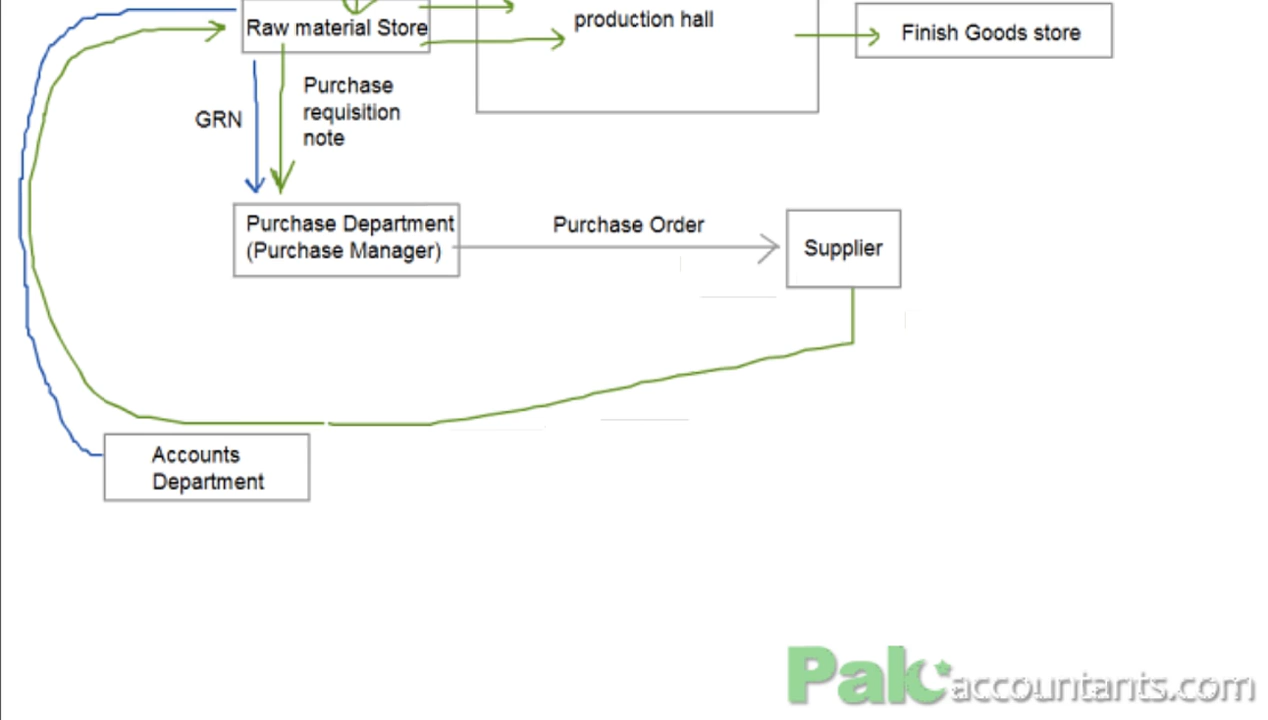 Raw material Store
production hall
Finish Goods store
GRN
Purchase
requisition
note
Purchase Department
(Purchase Manager)
Purchase Order
Supplier
Accounts
Department
Pakaccountants.com